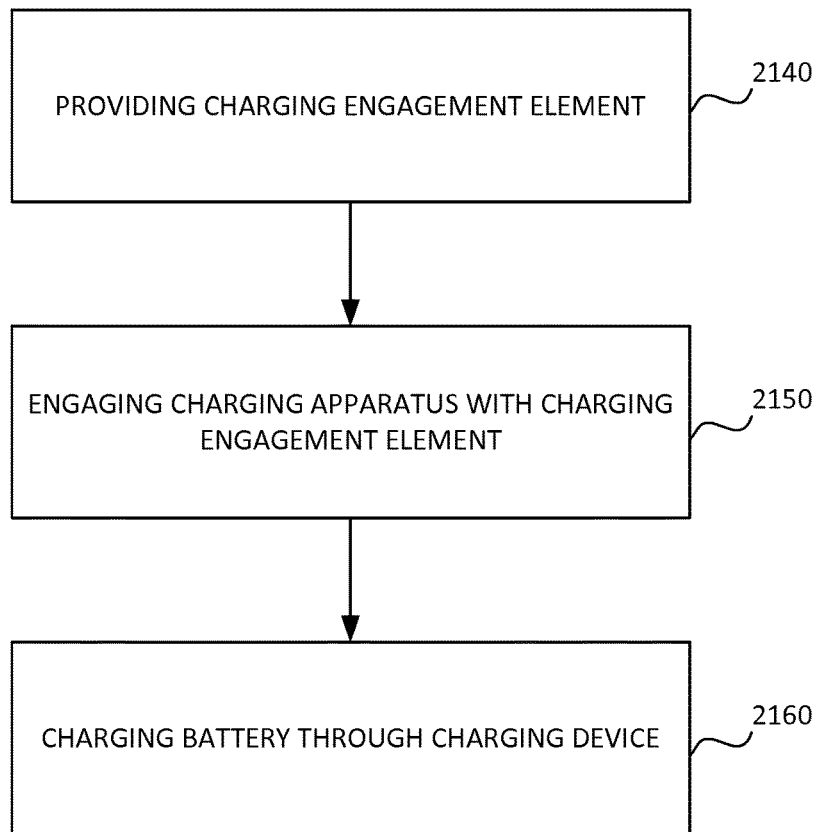 PROVIDING CHARGING ENGAGEMENT ELEMENT
2140
ENGAGING CHARGING APPARATUS WITH CHARGING
ENGAGEMENT ELEMENT
2150
CHARGING BATTERY THROUGH CHARGING DEVICE
2160